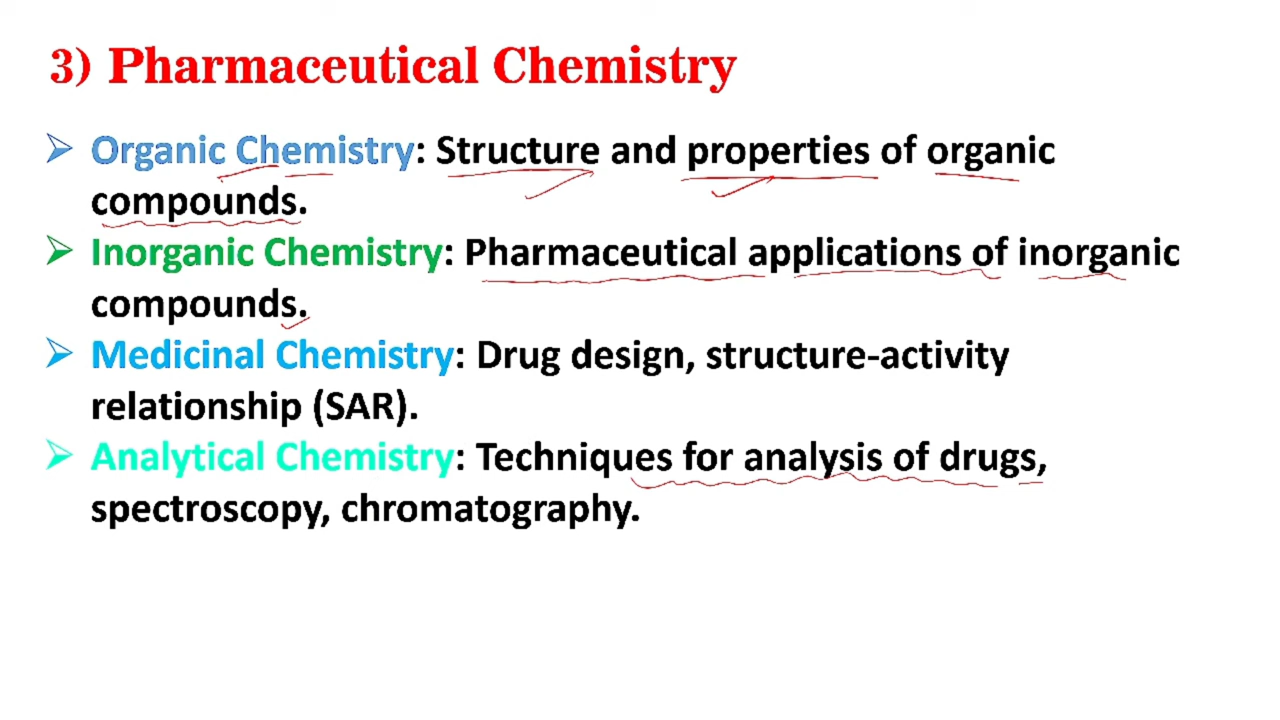 3) Pharmaceutical Chemistry
➢ Organic Chemistry: Structure and properties of organic
compounds.
➢ Inorganic Chemistry: Pharmaceutical applications of inorganic
compounds.
➢ Medicinal Chemistry: Drug design, structure-activity
relationship (SAR).
➢ Analytical Chemistry: Techniques for analysis of drugs,
spectroscopy, chromatography.